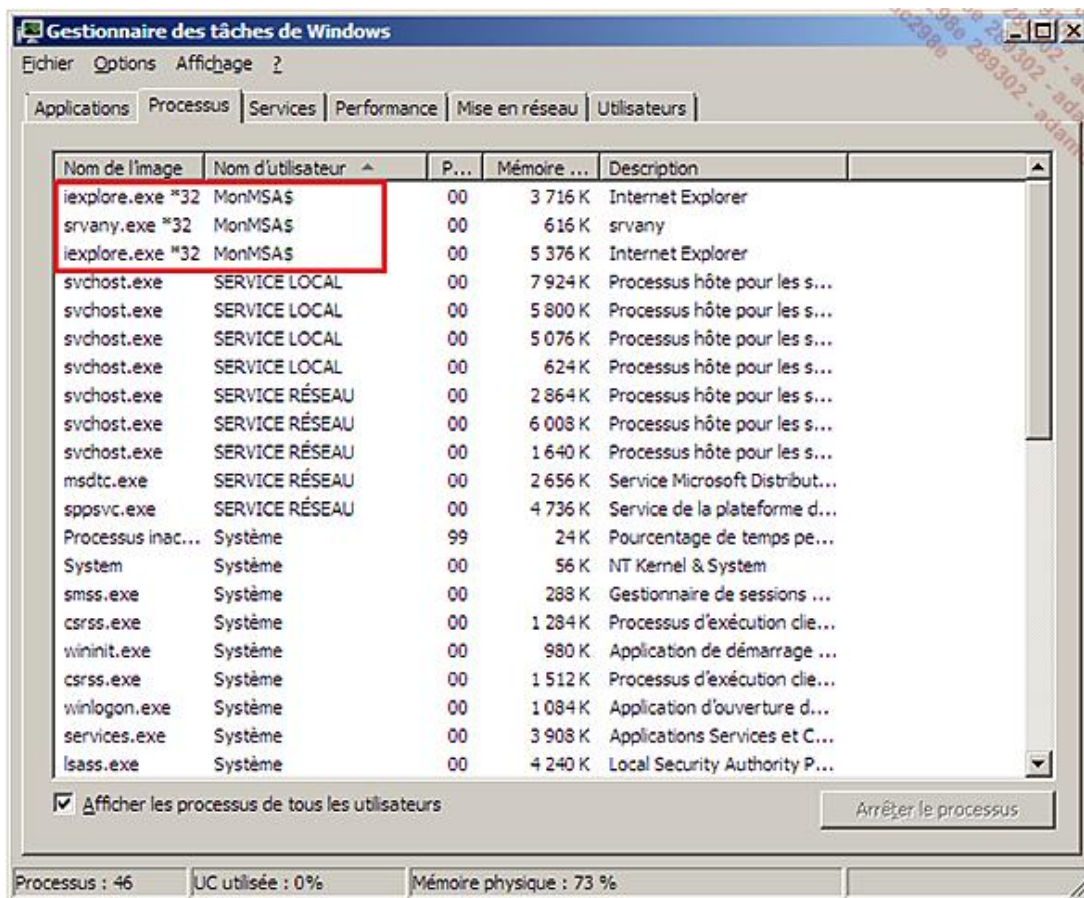 Gestionnaire des tâches de Windows
Fichier Options Affichage ?
Applications Processus Services Performance Mise en réseau Utilisateurs
Nom de l'image Nom d'utilisateur P... Mémoire ... Description
iexplore.exe *32 MonMSA$ 00 3 716 K Internet Explorer
srvany.exe *32 MonMSA$ 00 616 K srvany
iexplore.exe *32 MonMSA$ 00 5 376 K Internet Explorer
svchost.exe SERVICE LOCAL 00 7 924 K Processus hôte pour les s...
svchost.exe SERVICE LOCAL 00 5 800 K Processus hôte pour les s...
svchost.exe SERVICE LOCAL 00 5 076 K Processus hôte pour les s...
svchost.exe SERVICE LOCAL 00 624 K Processus hôte pour les s...
svchost.exe SERVICE RÉSEAU 00 2 864 K Processus hôte pour les s...
svchost.exe SERVICE RÉSEAU 00 6 008 K Processus hôte pour les s...
svchost.exe SERVICE RÉSEAU 00 1 640 K Processus hôte pour les s...
msdtc.exe SERVICE RÉSEAU 00 2 656 K Service Microsoft Distribut...
sppsvc.exe SERVICE RÉSEAU 00 4 736 K Service de la plateforme d...
Processus inac... Système 99 24 K Pourcentage de temps pe...
System Système 00 56 K NT Kernel & System
smss.exe Système 00 288 K Gestionnaire de sessions ...
csrss.exe Système 00 1 284 K Processus d'exécution clie...
wininit.exe Système 00 980 K Application de démarrage ...
csrss.exe Système 00 1 512 K Processus d'exécution clie...
winlogon.exe Système 00 1 084 K Application d'ouverture d...
services.exe Système 00 3 908 K Applications Services et C...
lsass.exe Système 00 4 240 K Local Security Authority P...
Afficher les processus de tous les utilisateurs
Arrêter le processus
Processus : 46 UC utilisée : 0% Mémoire physique : 73 %